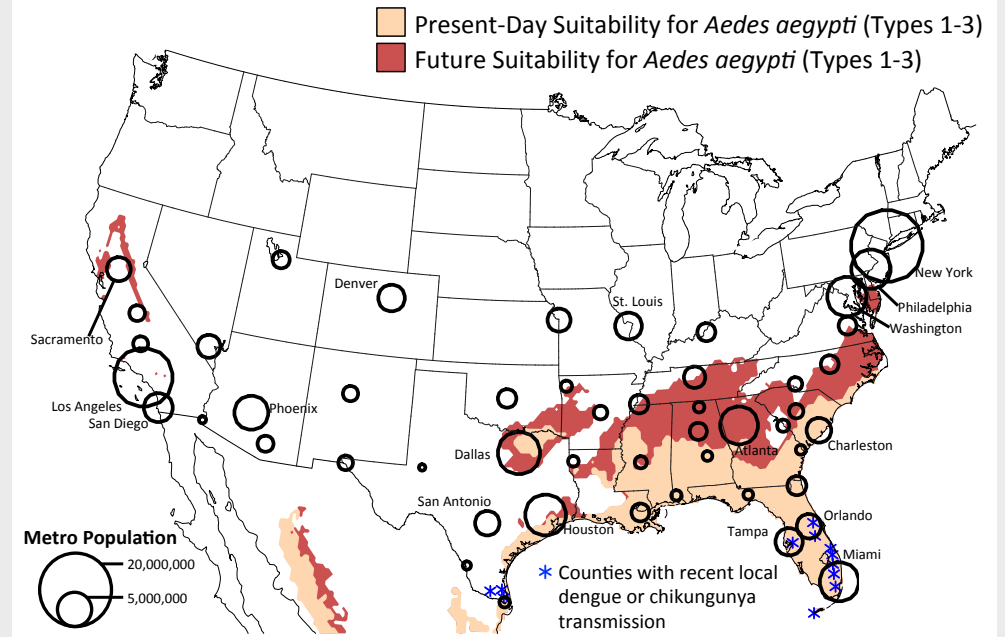 Present-Day Suitability for Aedes aegypti (Types 1-3)
Future Suitability for Aedes aegypti (Types 1-3)
New York
Denver
St. Louis
Philadelphia
Washington
Sacramento
Los Angeles
San Diego
Phoenix
Dallas
Atlanta
Charleston
San Antonio
Houston
Orlando
Tampa
Miami
Metro Population
20,000,000
5,000,000
* Counties with recent local
dengue or chikungunya
transmission